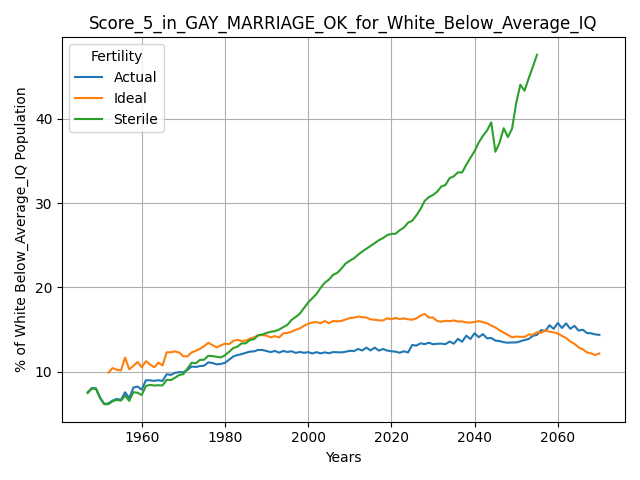 Score_5_in_GAY_MARRIAGE_OK_for_White_Below_Average_IQ
Fertility
Actual
Ideal
Sterile
% of White Below_Average_IQ Population
40
30
20
10
1960 1980 2000 2020 2040 2060
Years